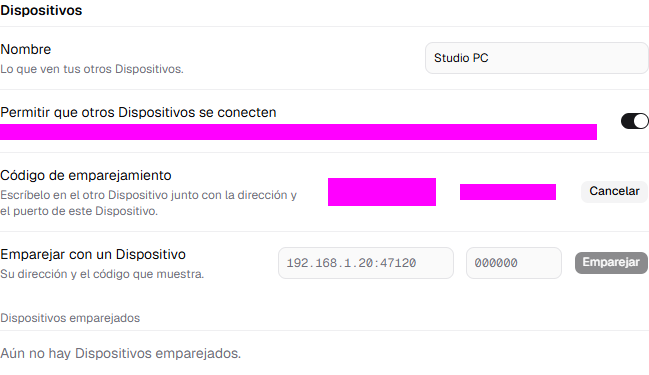 Dispositivos
Nombre
Lo que ven tus otros Dispositivos.
Studio PC
Permitir que otros Dispositivos se conecten
Código de emparejamiento
Escríbelo en el otro Dispositivo junto con la dirección y
el puerto de este Dispositivo.
Cancelar
Emparejar con un Dispositivo
Su dirección y el código que muestra.
192.168.1.20:47120
000000
Emparejar
Dispositivos emparejados
Aún no hay Dispositivos emparejados.